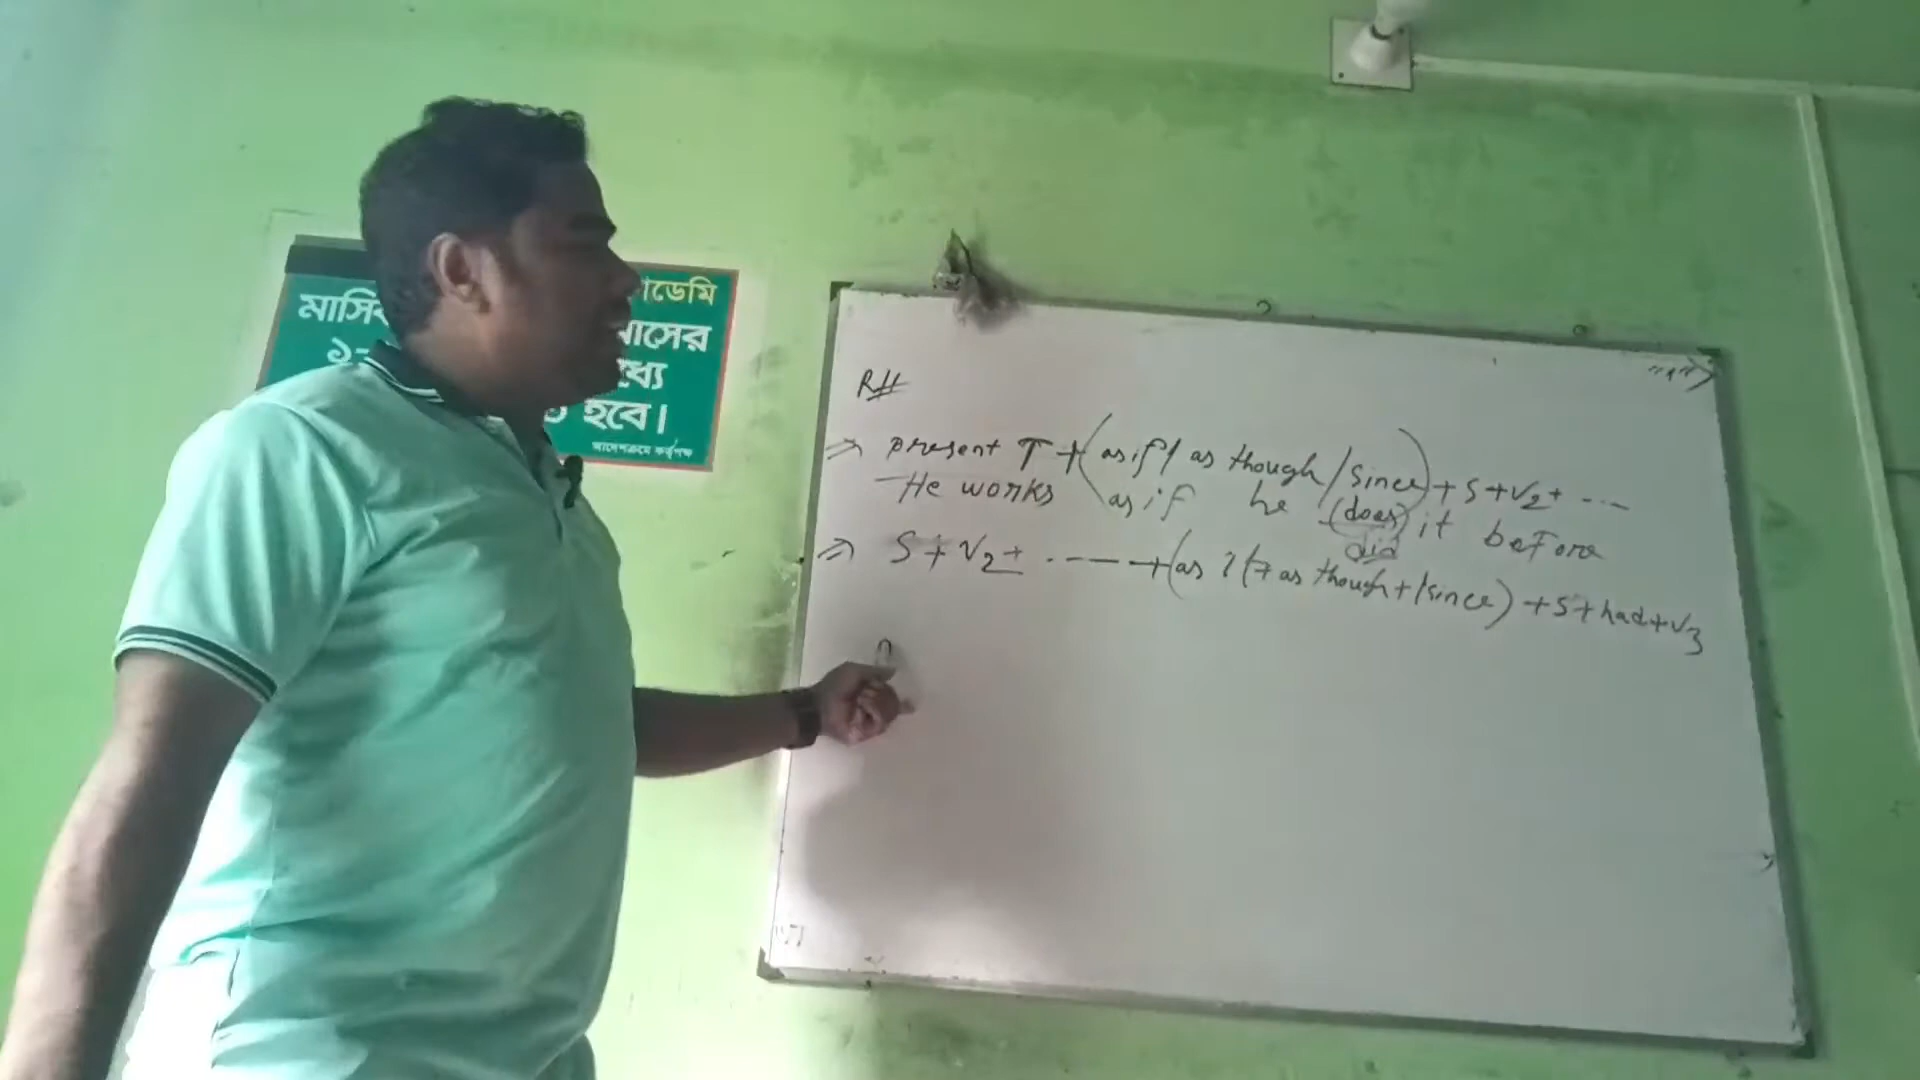 াডেমি
মাসিক াসের
১ ধ্যে
হবে।
আদেশক্রমে কর্তৃপক্ষ
R#
⇒ present T + (as if / as though / since) + S + V2 + ....
He works as if he (does) it before
did
⇒ S + V2 + ..... + (as if + as though + / since) + S + had + V3